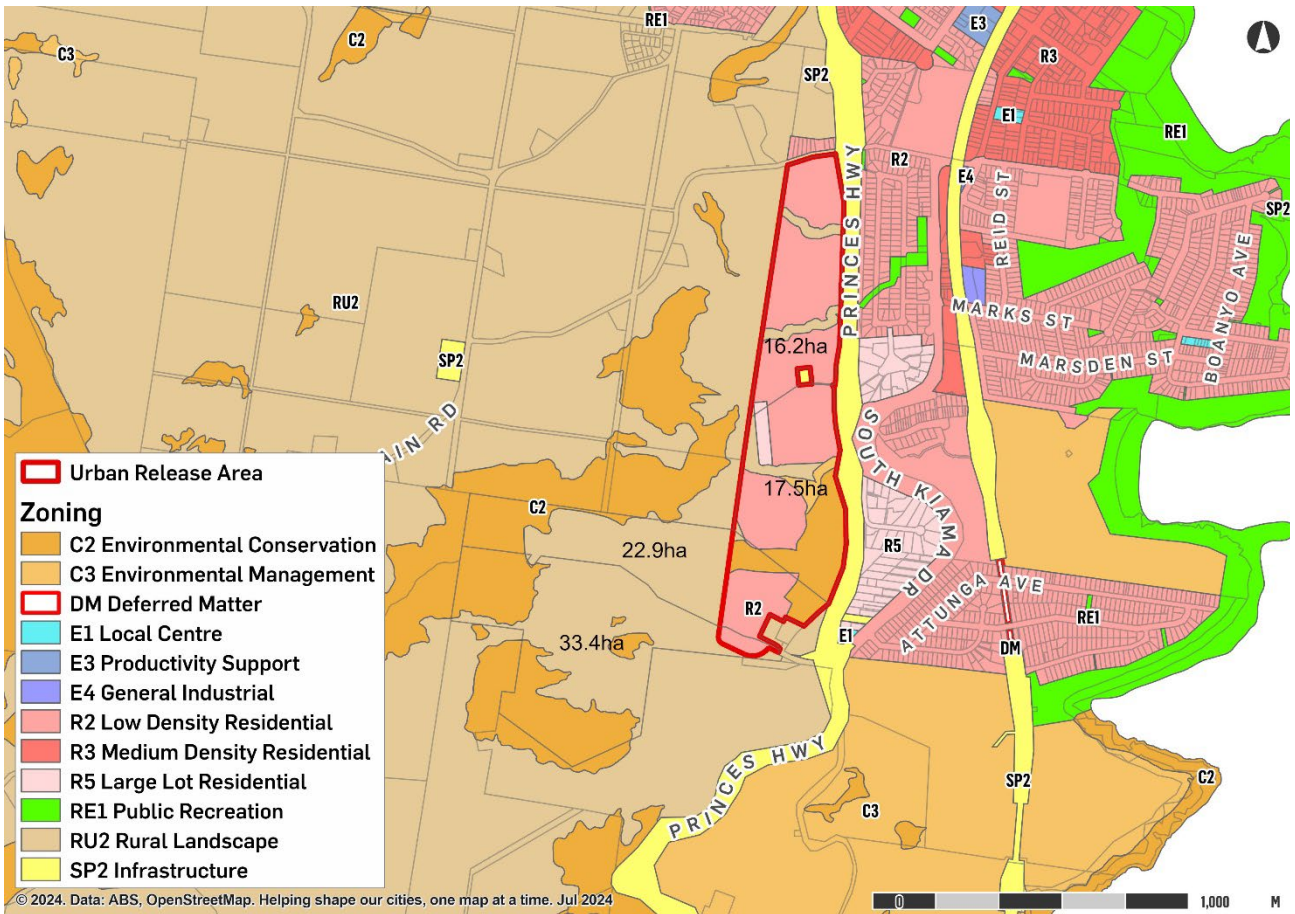 RE1
E3
C2
C3
R3
SP2
E1
RE1
R2
PRINCES HWY
E4
REID ST
SP2
BOANYO AVE
RU2
MARKS ST
16.2ha
MARSDEN ST
SP2
AIN RD
SOUTH KIAMA DR
17.5ha
C2
22.9ha
R5
ATTUNGA AVE
R2
RE1
33.4ha
E1
DM
PRINCES HWY
SP2
C2
C3
Urban Release Area
Zoning
C2 Environmental Conservation
C3 Environmental Management
DM Deferred Matter
E1 Local Centre
E3 Productivity Support
E4 General Industrial
R2 Low Density Residential
R3 Medium Density Residential
R5 Large Lot Residential
RE1 Public Recreation
RU2 Rural Landscape
SP2 Infrastructure
© 2024. Data: ABS, OpenStreetMap. Helping shape our cities, one map at a time. Jul 2024
0 1,000 M